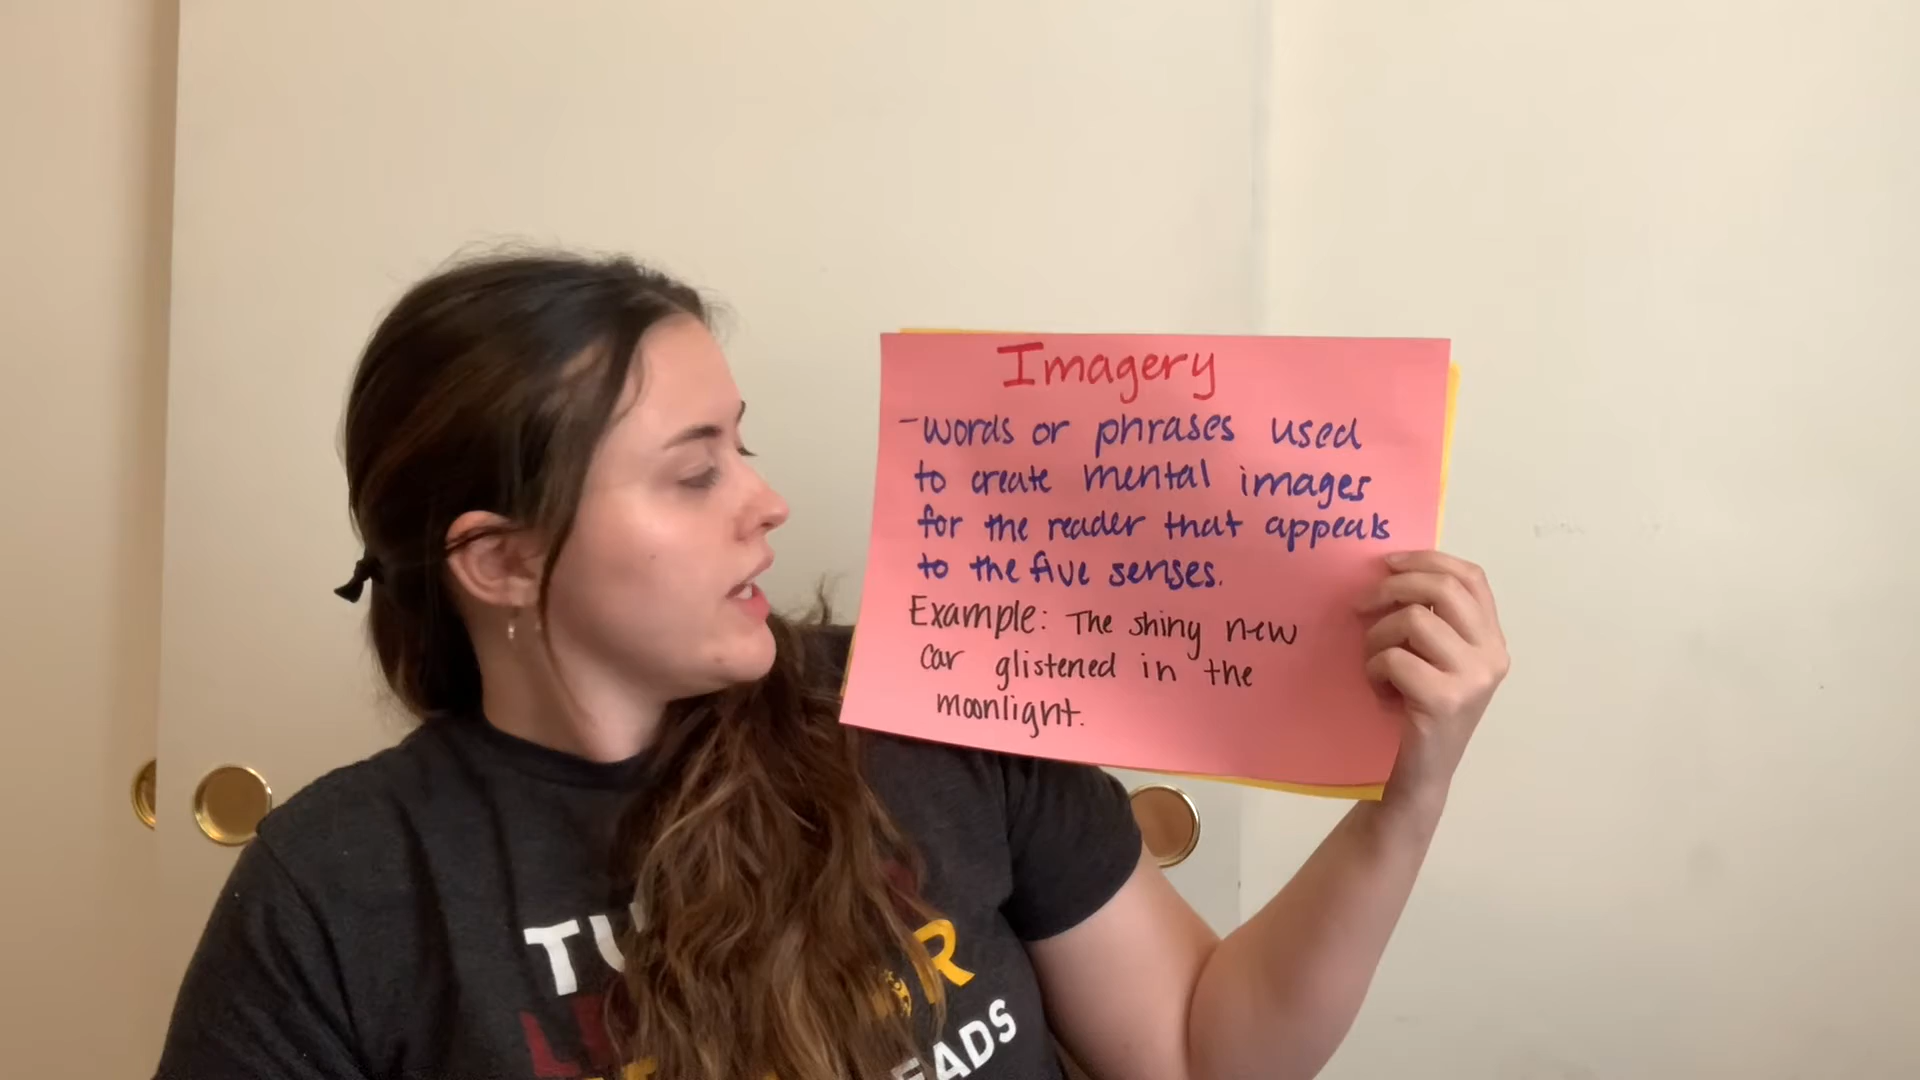 Imagery
-words or phrases used
to create mental images
for the reader that appeals
to the five senses.
Example: The shiny new
car glistened in the
moonlight.